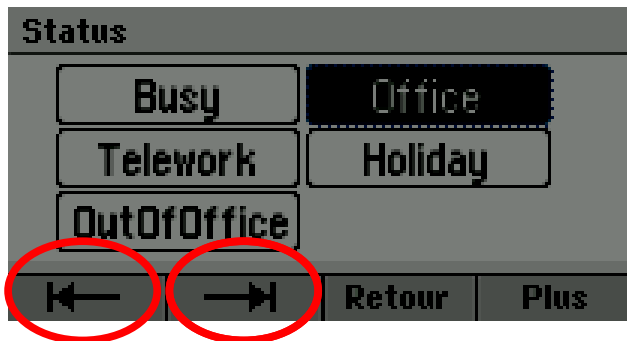 Status
Busy Office
Telework Holiday
OutOfOffice
Retour Plus